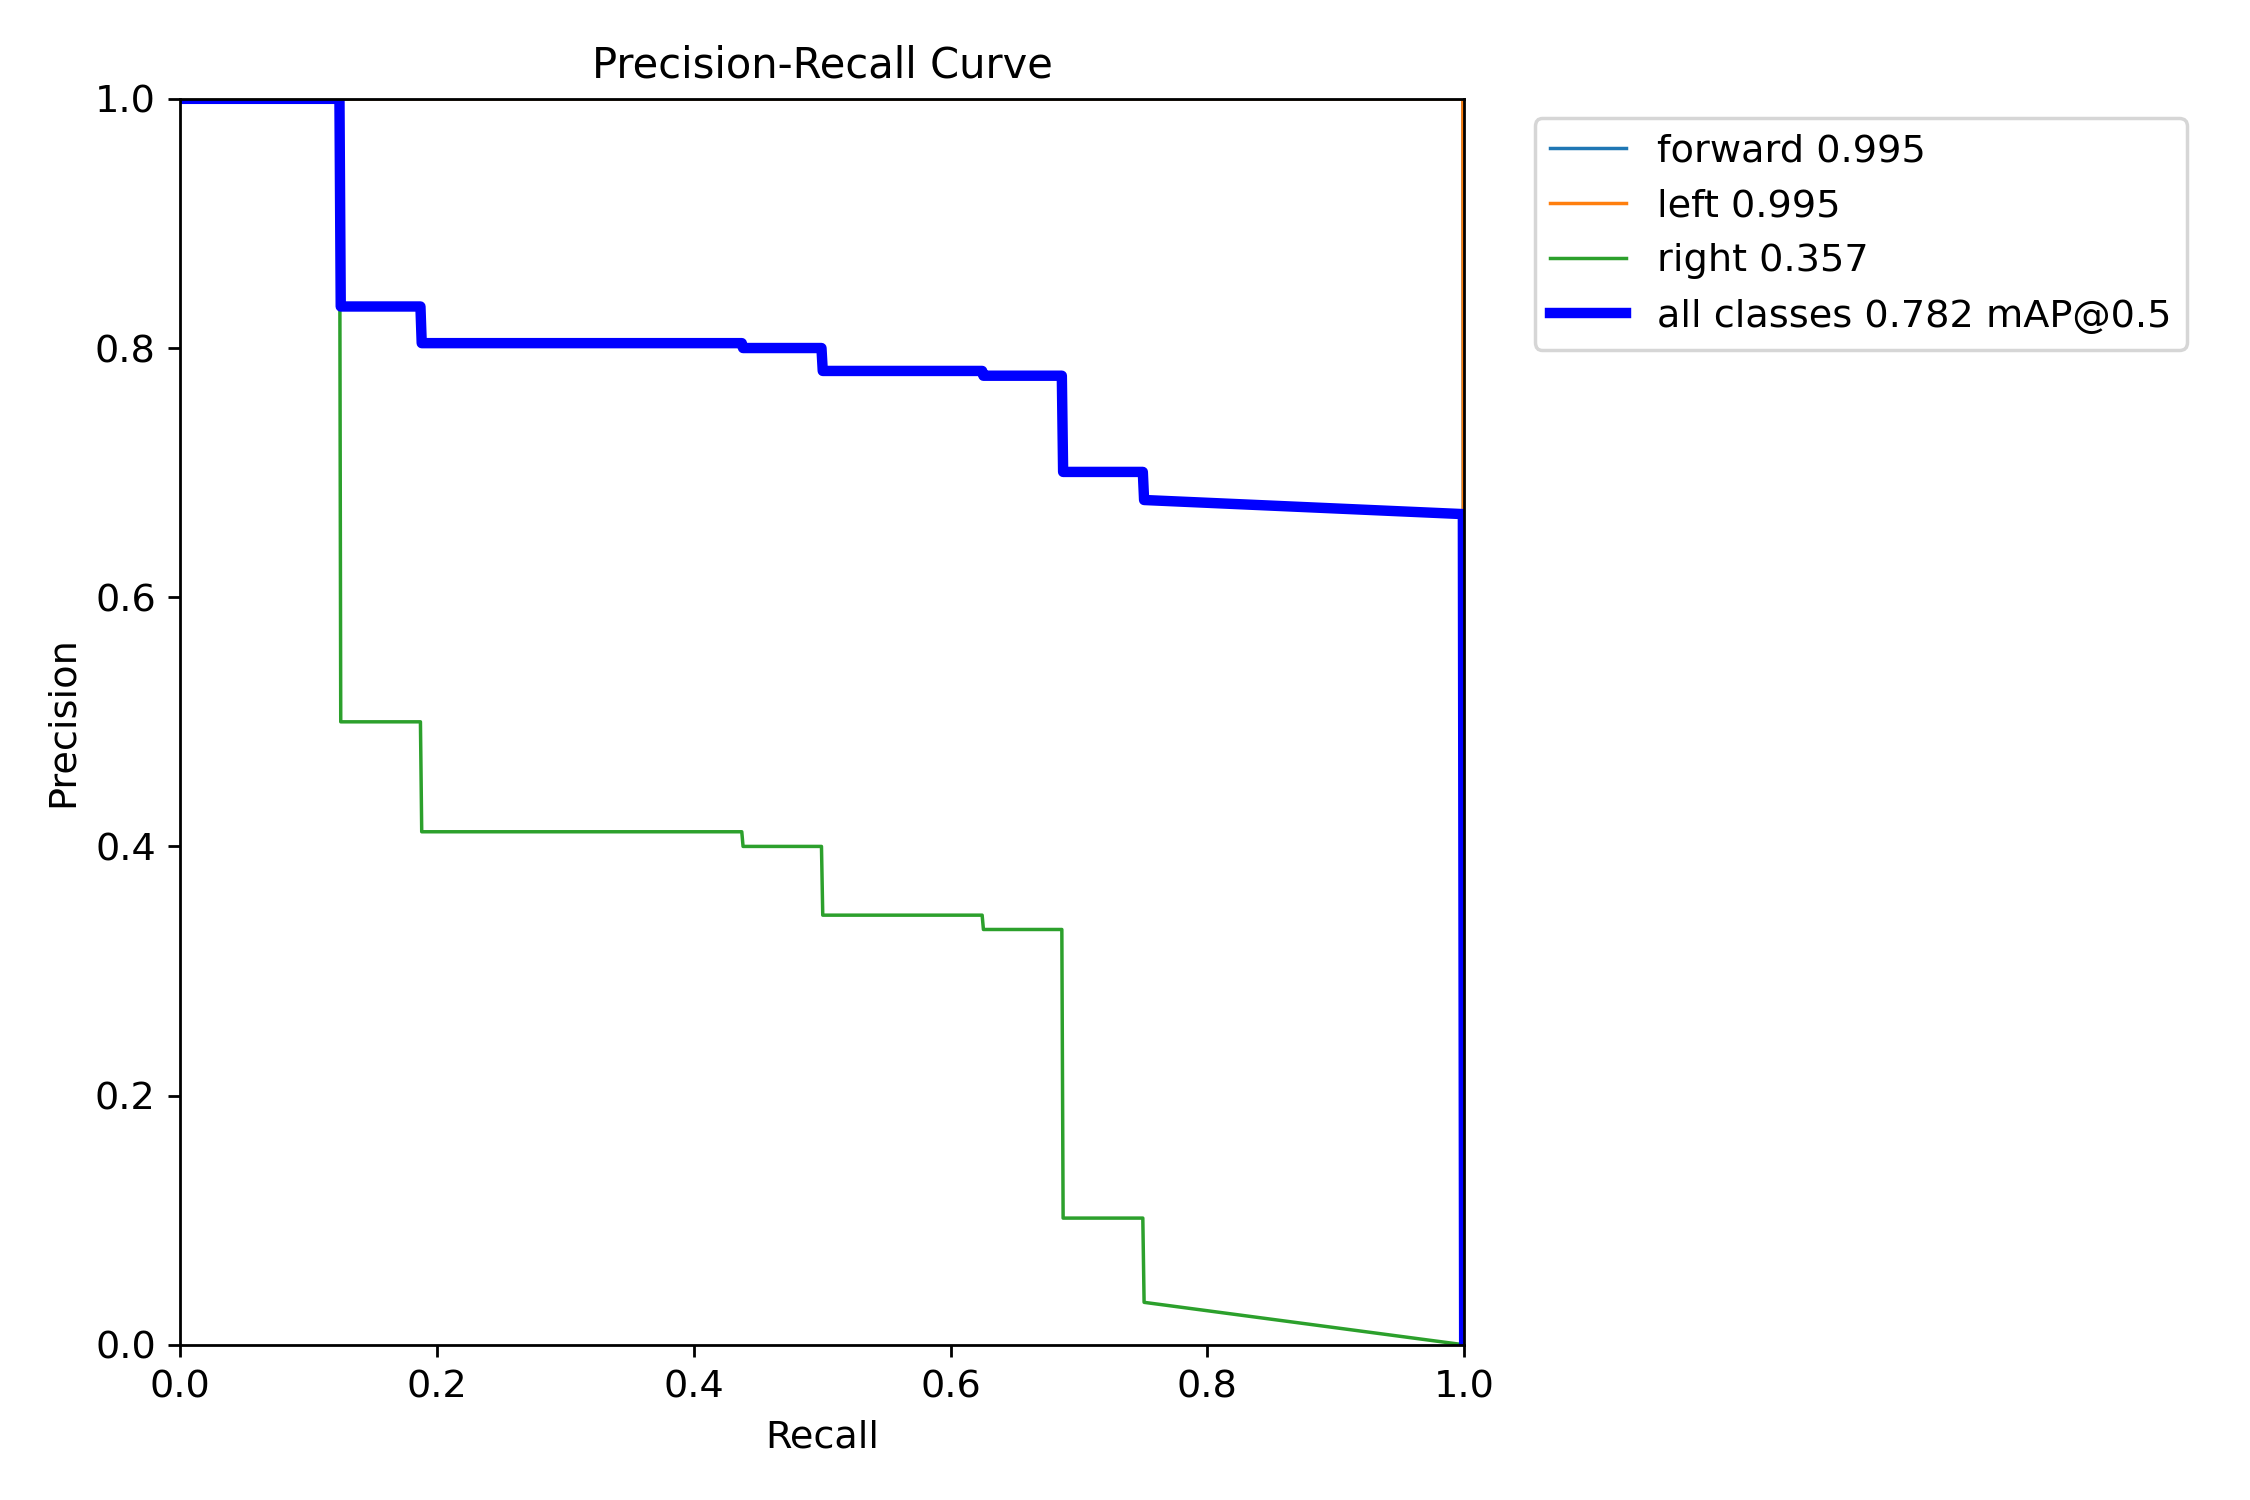 Precision-Recall Curve
1.0
0.8
0.6
0.4
0.2
0.0
Precision
0.0 0.2 0.4 0.6 0.8 1.0
Recall
forward 0.995
left 0.995
right 0.357
all classes 0.782 mAP@0.5